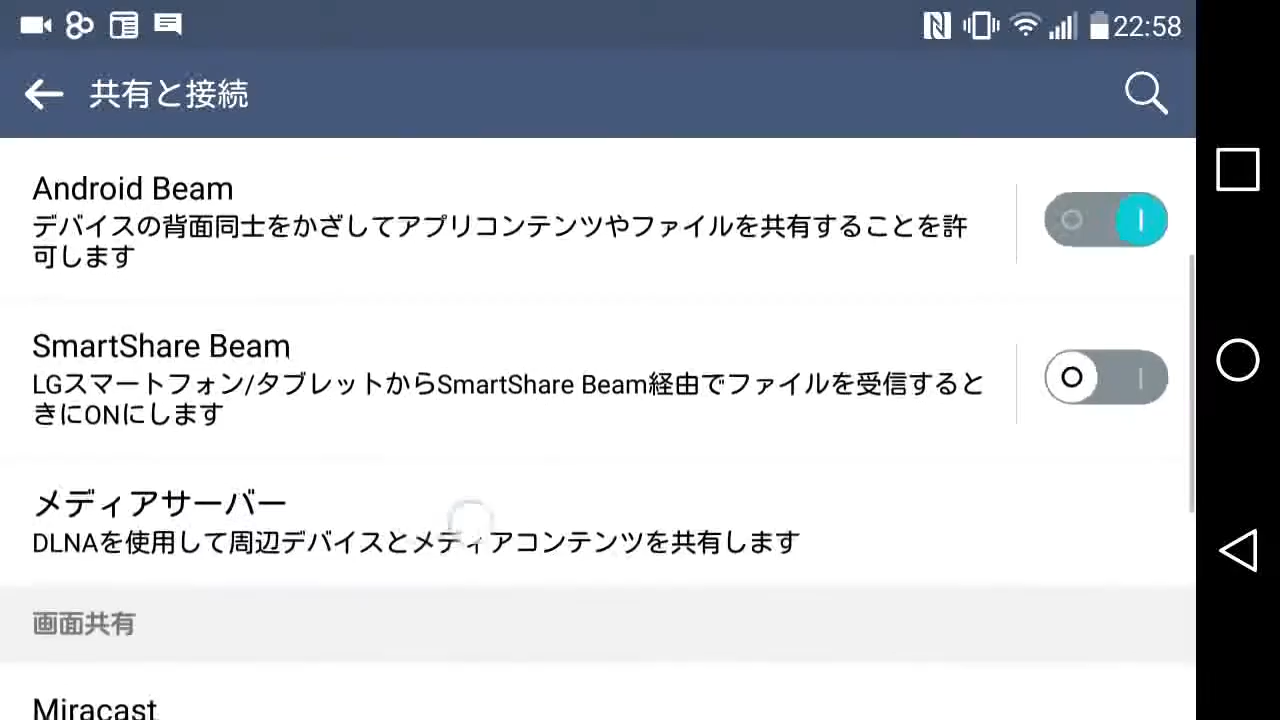 22:58
共有と接続
Android Beam
デバイスの背面同士をかざしてアプリコンテンツやファイルを共有することを許
可します
SmartShare Beam
LGスマートフォン/タブレットからSmartShare Beam経由でファイルを受信すると
きにONにします
メディアサーバー
DLNAを使用して周辺デバイスとメディアコンテンツを共有します
画面共有
Miracast